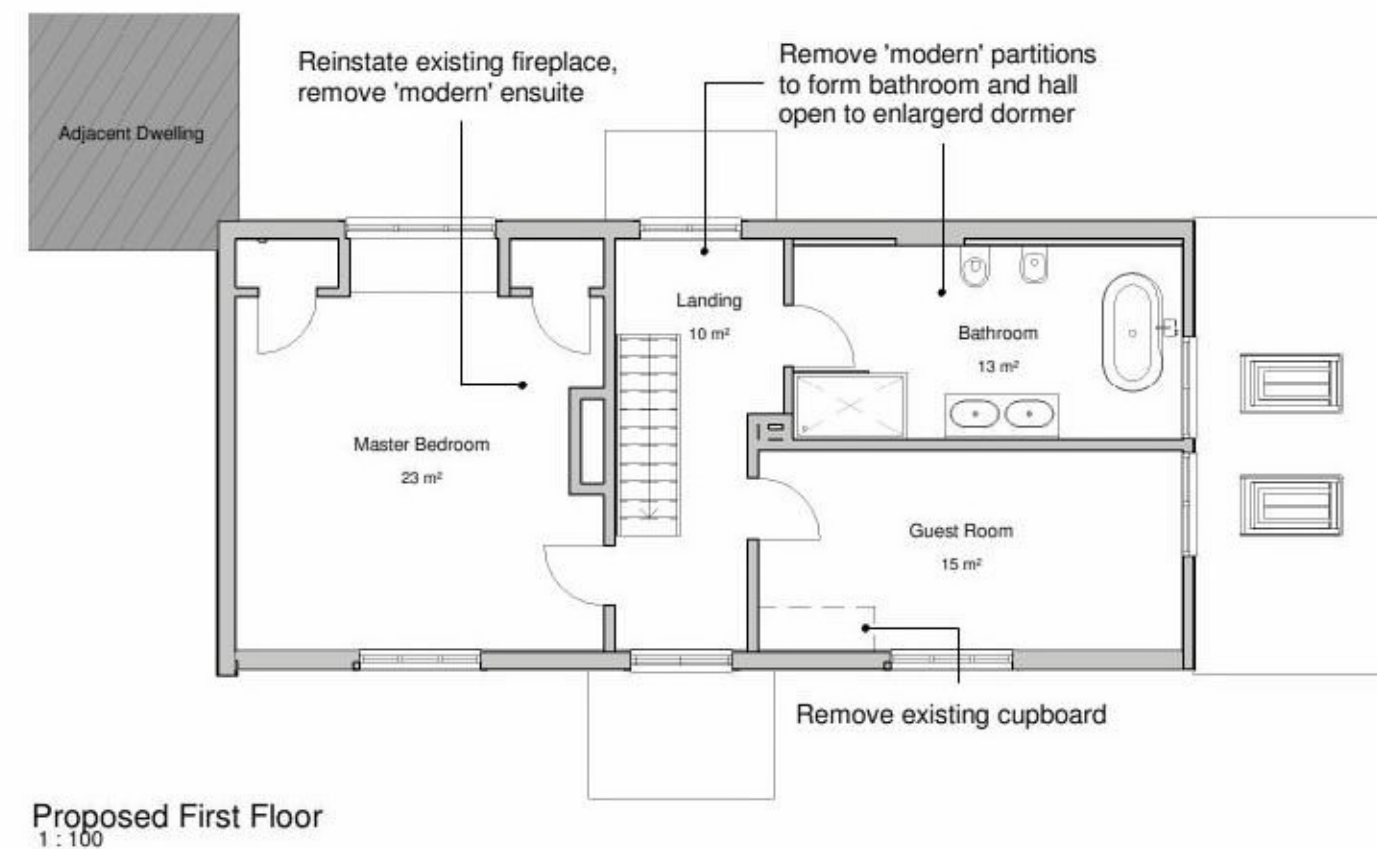 Reinstate existing fireplace,
remove 'modern' ensuite
Remove 'modern' partitions
to form bathroom and hall
open to enlargerd dormer
Adjacent Dwelling
Landing
10 m²
Bathroom
13 m²
Master Bedroom
23 m²
Guest Room
15 m²
Remove existing cupboard
Proposed First Floor
1 : 100